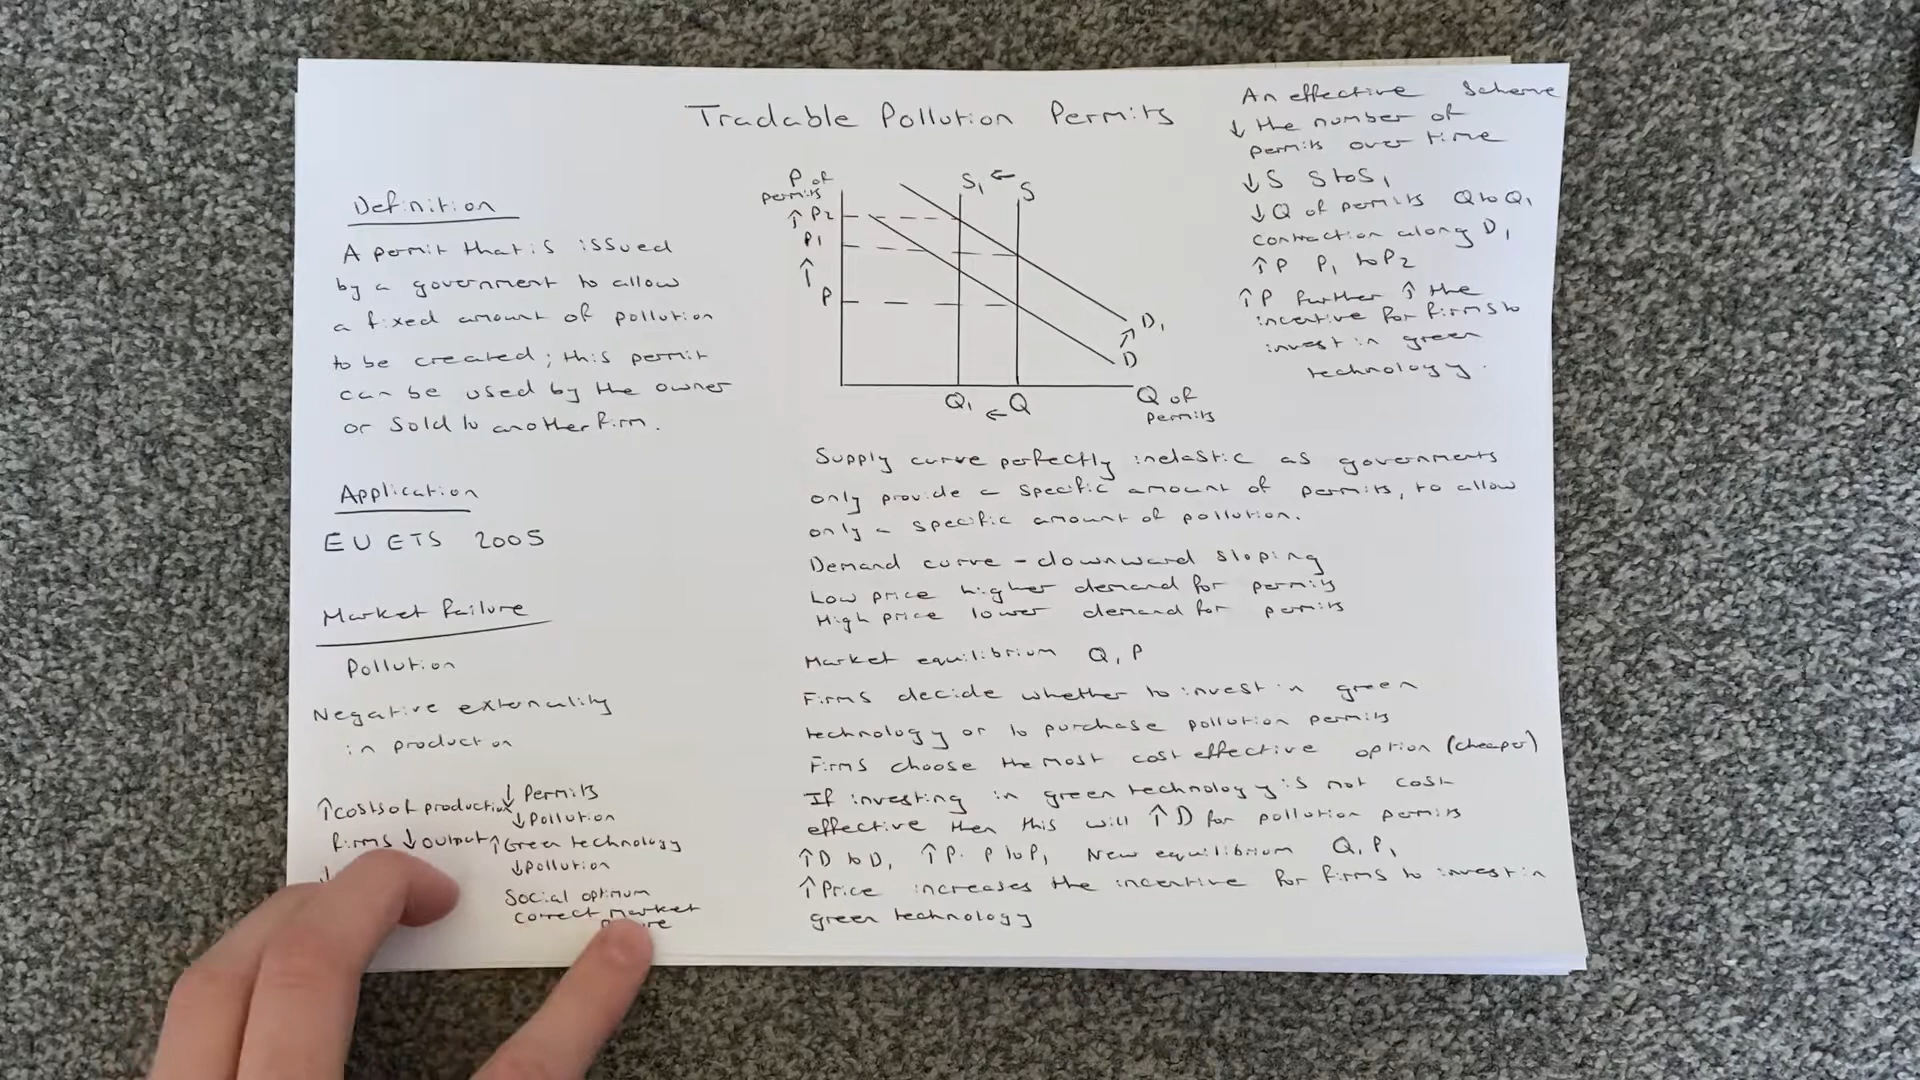 Tradable Pollution Permits
Definition
A permit that is issued
by a government to allow
a fixed amount of pollution
to be created; this permit
can be used by the owner
or sold to another firm.
Application
EU ETS 2005
Market failure
Pollution
Negative externality
in production
↑costs of production
firms ↓output
↓
↓Permits
↓Pollution
↑Green technology
↓Pollution
Social optimum
correct market
P of
permits
↑ P2
P1
↑
P
S1 ← S
D1
↗
D
Q1 ← Q
Q of
permits
An effective scheme
↓ the number of
permits over time
↓S S to S1
↓Q of permits Q to Q1
contraction along D1
↑P P1 to P2
↑P further ↑ the
incentive for firms to
invest in green
technology.
Supply curve perfectly inelastic as governments
only provide a specific amount of permits, to allow
only a specific amount of pollution.
Demand curve - downward sloping
Low price higher demand for permits
High price lower demand for permits
Market equilibrium Q, P
Firms decide whether to invest in green
technology or to purchase pollution permits
Firms choose the most cost effective option (cheaper)
If investing in green technology is not cost
effective then this will ↑D for pollution permits
↑D to D1 ↑P. P to P1 New equilibrium Q, P1
↑Price increases the incentive for firms to invest in
green technology